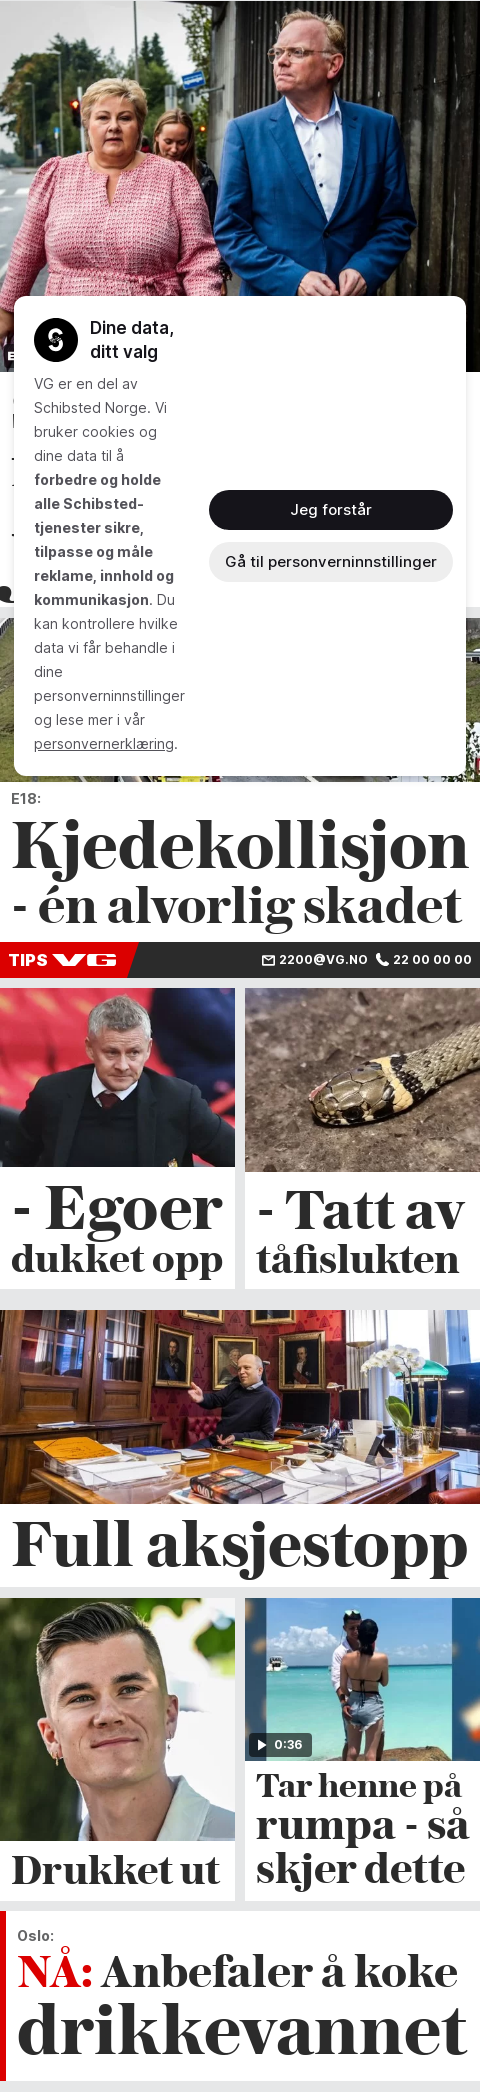 Dine data,
ditt valg
VG er en del av
Schibsted Norge. Vi
bruker cookies og
dine data til å
forbedre og holde
alle Schibsted-
tjenester sikre,
tilpasse og måle
reklame, innhold og
kommunikasjon. Du
kan kontrollere hvilke
data vi får behandle i
dine
personverninnstillinger
og lese mer i vår
personvernerklæring.
Jeg forstår
Gå til personverninnstillinger
E18:
Kjedekollisjon
- én alvorlig skadet
TIPS VG 2200@VG.NO 22 00 00 00
- Egoer
dukket opp
- Tatt av
tåfislukten
Full aksjestopp
Drukket ut
0:36
Tar henne på
rumpa - så
skjer dette
Oslo:
NÅ: Anbefaler å koke
drikkevannet